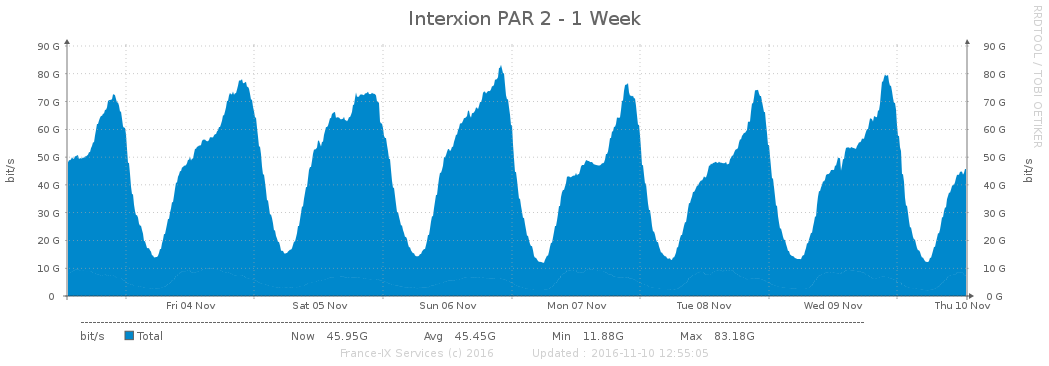 Interxion PAR 2 - 1 Week
RRDTOOL / TOBI OETIKER
90 G 90 G
80 G 80 G
70 G 70 G
60 G 60 G
50 G 50 G
bit/s bit/s
40 G 40 G
30 G 30 G
20 G 20 G
10 G 10 G
0 0 G
Fri 04 Nov Sat 05 Nov Sun 06 Nov Mon 07 Nov Tue 08 Nov Wed 09 Nov Thu 10 Nov
bit/s Total Now 45.95G Avg 45.45G Min 11.88G Max 83.18G
France-IX Services (c) 2016 Updated : 2016-11-10 12:55:05